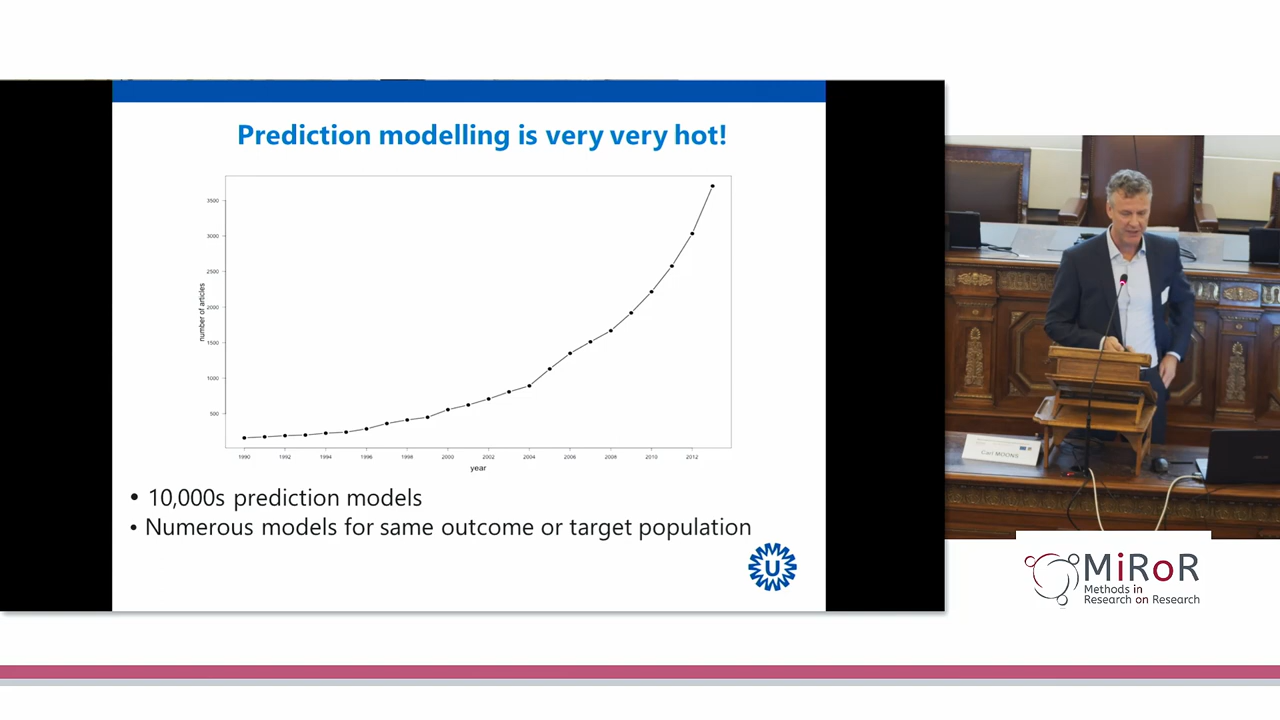 Prediction modelling is very very hot!
3500
3000
2500
2000
1500
1000
500
number of articles
1990
1992
1994
1996
1998
2000
2002
2004
2006
2008
2010
2012
year
• 10,000s prediction models
• Numerous models for same outcome or target population
U
Carl MOONS
MiRoR
Methods in
Research on Research